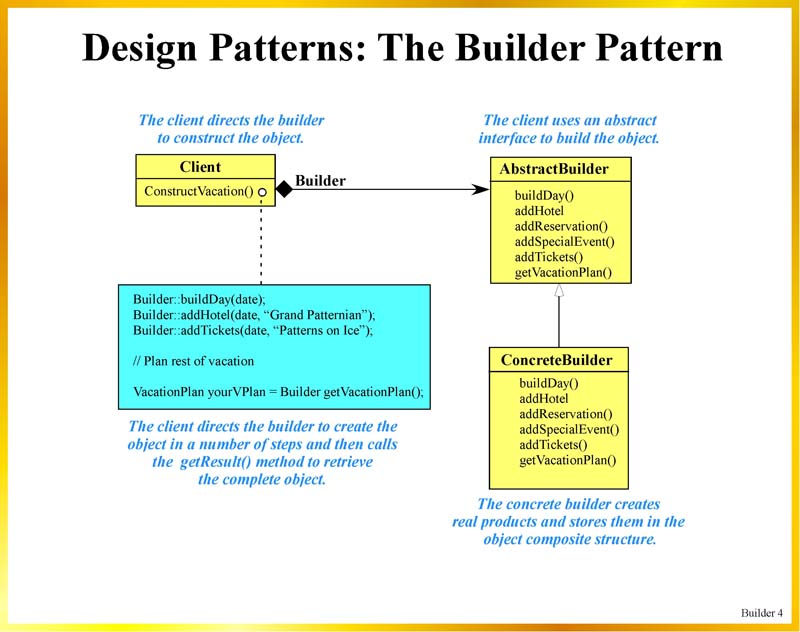 Design Patterns: The Builder Pattern
The client directs the builder
to construct the object.
The client uses an abstract
interface to build the object.
Client
ConstructVacation()
Builder
AbstractBuilder
buildDay()
addHotel
addReservation()
addSpecialEvent()
addTickets()
getVacationPlan()
Builder::buildDay(date);
Builder::addHotel(date, “Grand Patternian”);
Builder::addTickets(date, “Patterns on Ice”);
// Plan rest of vacation
VacationPlan yourVPlan = Builder getVacationPlan();
The client directs the builder to create the
object in a number of steps and then calls
the getResult() method to retrieve
the complete object.
ConcreteBuilder
buildDay()
addHotel
addReservation()
addSpecialEvent()
addTickets()
getVacationPlan()
The concrete builder creates
real products and stores them in the
object composite structure.
Builder 4